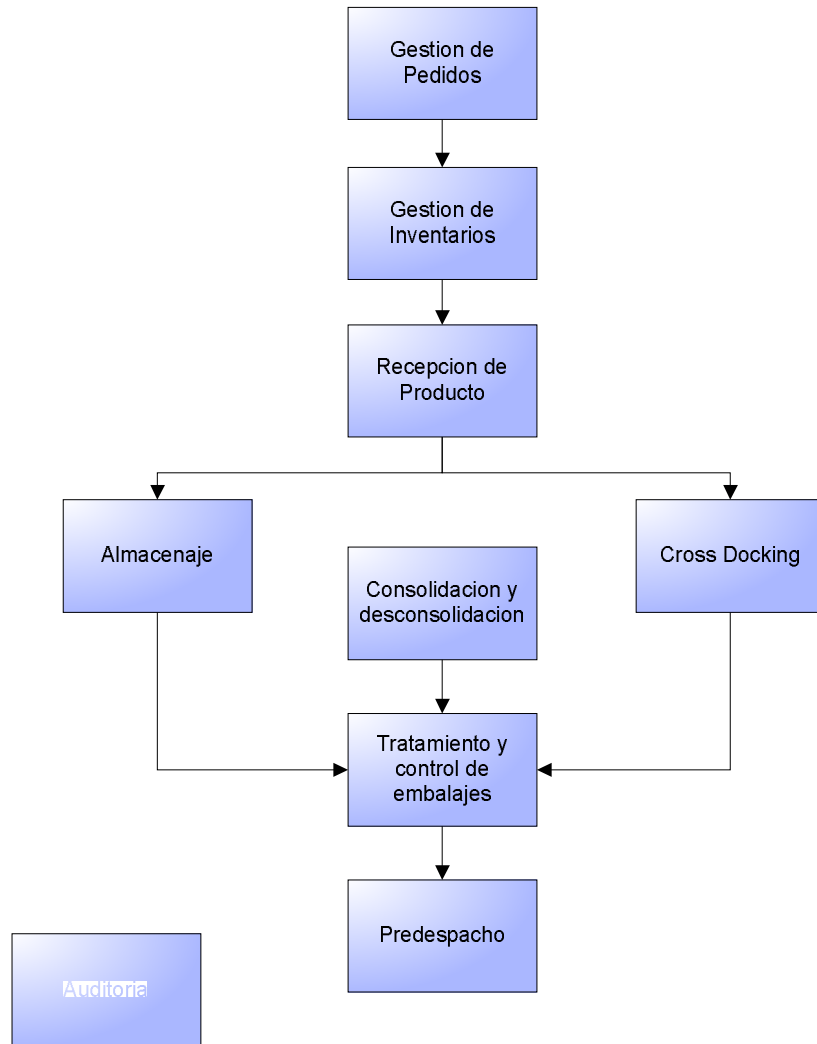 Gestion de
Pedidos
Gestion de
Inventarios
Recepcion de
Producto
Almacenaje
Cross Docking
Consolidacion y
desconsolidacion
Tratamiento y
control de
embalajes
Predespacho
Auditoria